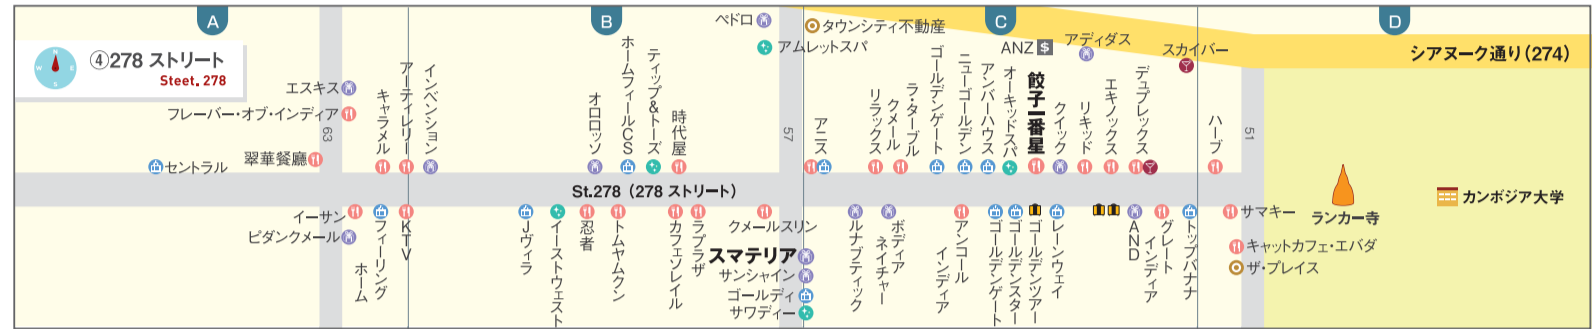 A
B
C
D
N
W
E
S
④278 ストリート
Steet. 278
ペドロ
アムレットスパ
タウンシティ不動産
ANZ $
アディダス
スカイバー
シアヌーク通り(274)
エスキス
フレーバー・オブ・インディア
翠華餐廳
セントラル
63
キャラメル
アーティレリー
インベンション
オロロッソ
ホームフィールCS
ティップ&トーズ
時代屋
57
アニス
リラックス
クメール
ラ・ターブル
ゴールデンゲート
ニューゴールデン
アンバーハウス
オーキッドスパ
餃子一番星
クイック
リキッド
エキノックス
デュプレックス
ハーブ
51
St.278 (278 ストリート)
イーサン
ピダンクメール
ホーム
フィーリング
KTV
Jヴィラ
イーストウェスト
忍者
トムヤムクン
カフェソレイル
ラプラザ
クメールスリン
スマテリア
サンシャイン
ゴールディ
サワディー
ルナブティック
ネイチャー
ボディア
インディア
アンコール
ゴールデンゲート
ゴールデンスター
ゴールデンツアー
レーンウェイ
AND
グレート
インディア
トップバナナ
サマキー
キャットカフェ・エバダ
ザ・プレイス
ランカー寺
カンボジア大学